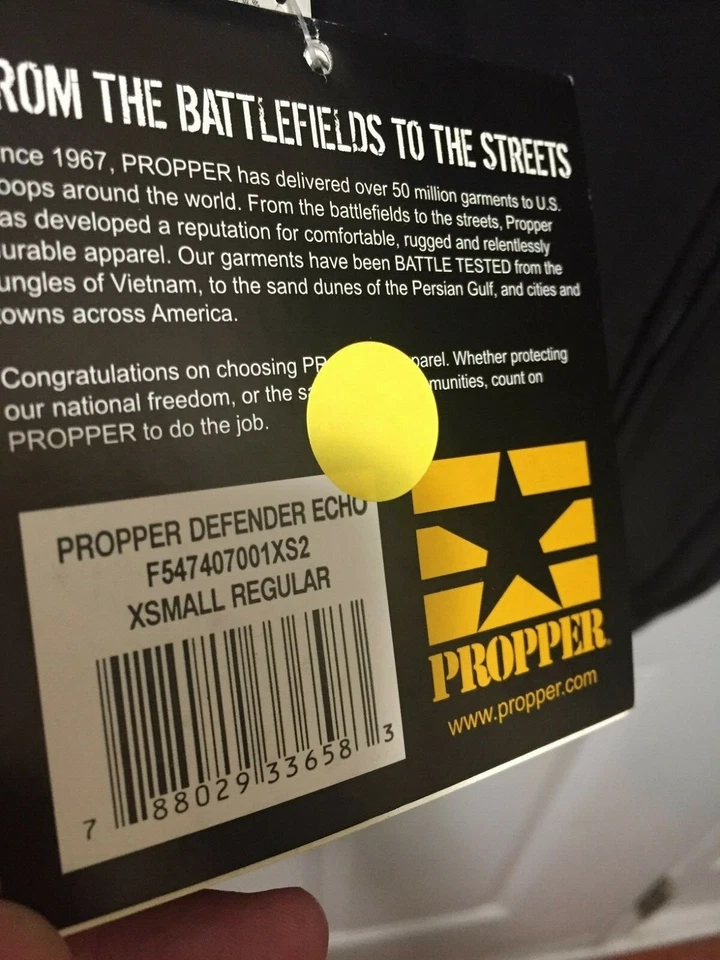 ROM THE BATTLEFIELDS TO THE STREETS
nce 1967, PROPPER has delivered over 50 million garments to U.S.
oops around the world. From the battlefields to the streets, Propper
as developed a reputation for comfortable, rugged and relentlessly
urable apparel. Our garments have been BATTLE TESTED from the
ungles of Vietnam, to the sand dunes of the Persian Gulf, and cities and
owns across America.
Congratulations on choosing PR parel. Whether protecting
our national freedom, or the sa munities, count on
PROPPER to do the job.
PROPPER DEFENDER ECHO
F547407001XS2
XSMALL REGULAR
7 88029 33658 3
PROPPER.
www.propper.com